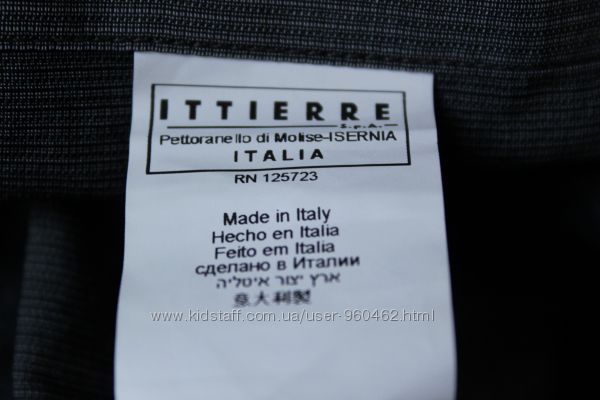 ITTIERRE
S.p.A.
Pettoranello di Molise-ISERNIA
ITALIA
RN 125723
Made in Italy
Hecho en Italia
Feito em Italia
сделано в Италии
ארץ יצור איטליה
意大利製
www.kidstaff.com.ua/user-960462.html